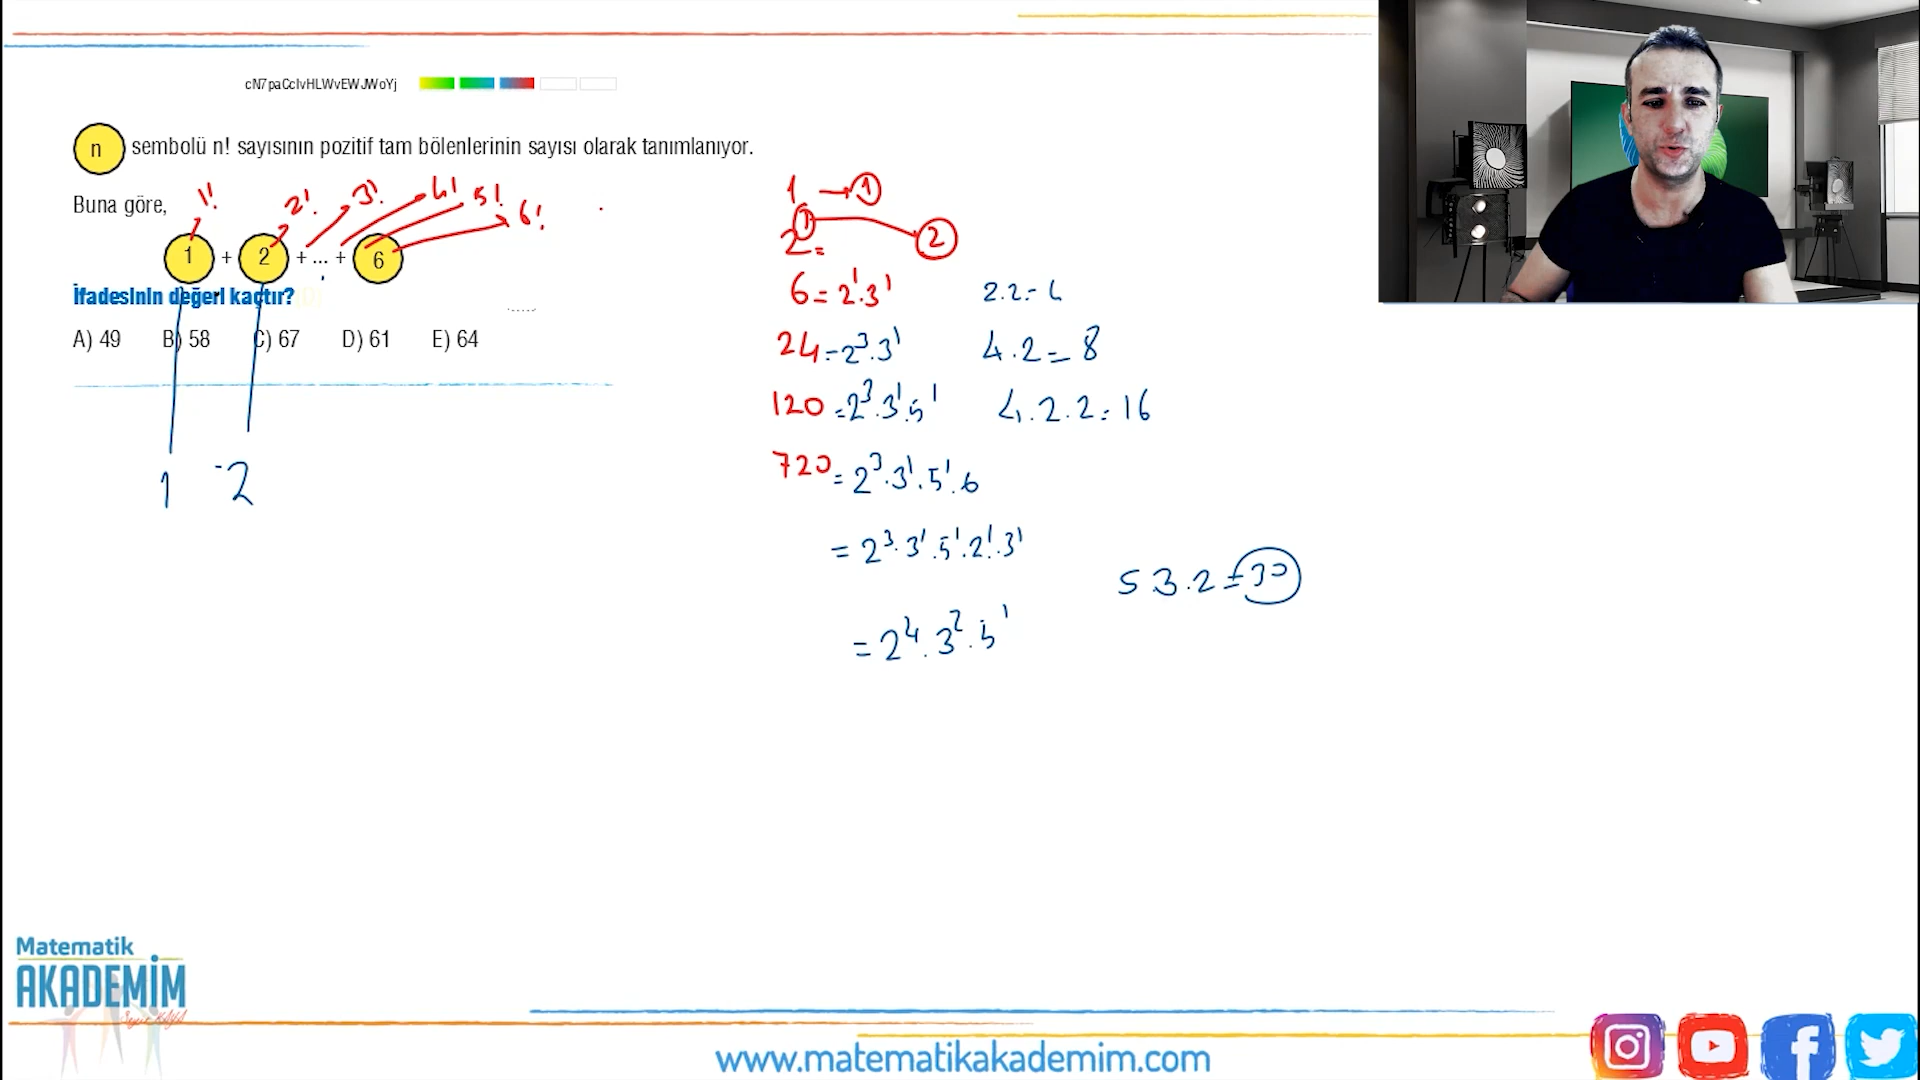 cN7paCcIvHLWvEWJWoYj
n sembolü n! sayısının pozitif tam bölenlerinin sayısı olarak tanımlanıyor.
1! 2! 3! 4! 5! 6!
Buna göre,
1 + 2 + ... + 6
İfadesinin değeri kaçtır?
A) 49 B) 58 C) 67 D) 61 E) 64
1 2
1 → 1
2 = 2
6 = 2¹.3¹ 2.2 = 4
24 = 2³.3¹ 4.2 = 8
120 = 2³.3¹.5¹ 4.2.2 = 16
720 = 2³.3¹.5¹.6
= 2³.3¹.5¹.2¹.3¹
5.3.2 = 30
= 2⁴.3².5¹
Matematik
AKADEMİM
www.matematikakademim.com